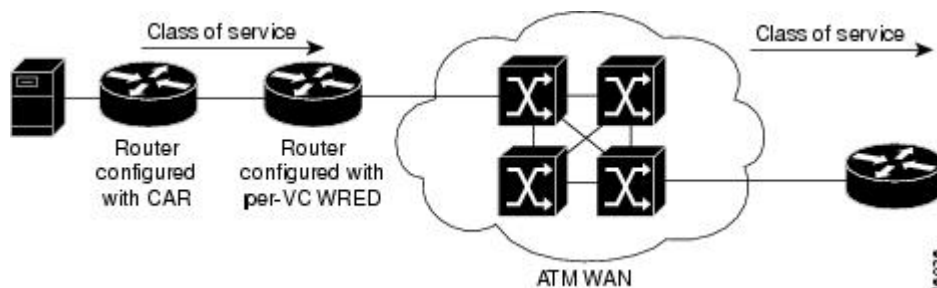 Class of service
Class of service
Router
configured
with CAR
Router
configured with
per-VC WRED
ATM WAN